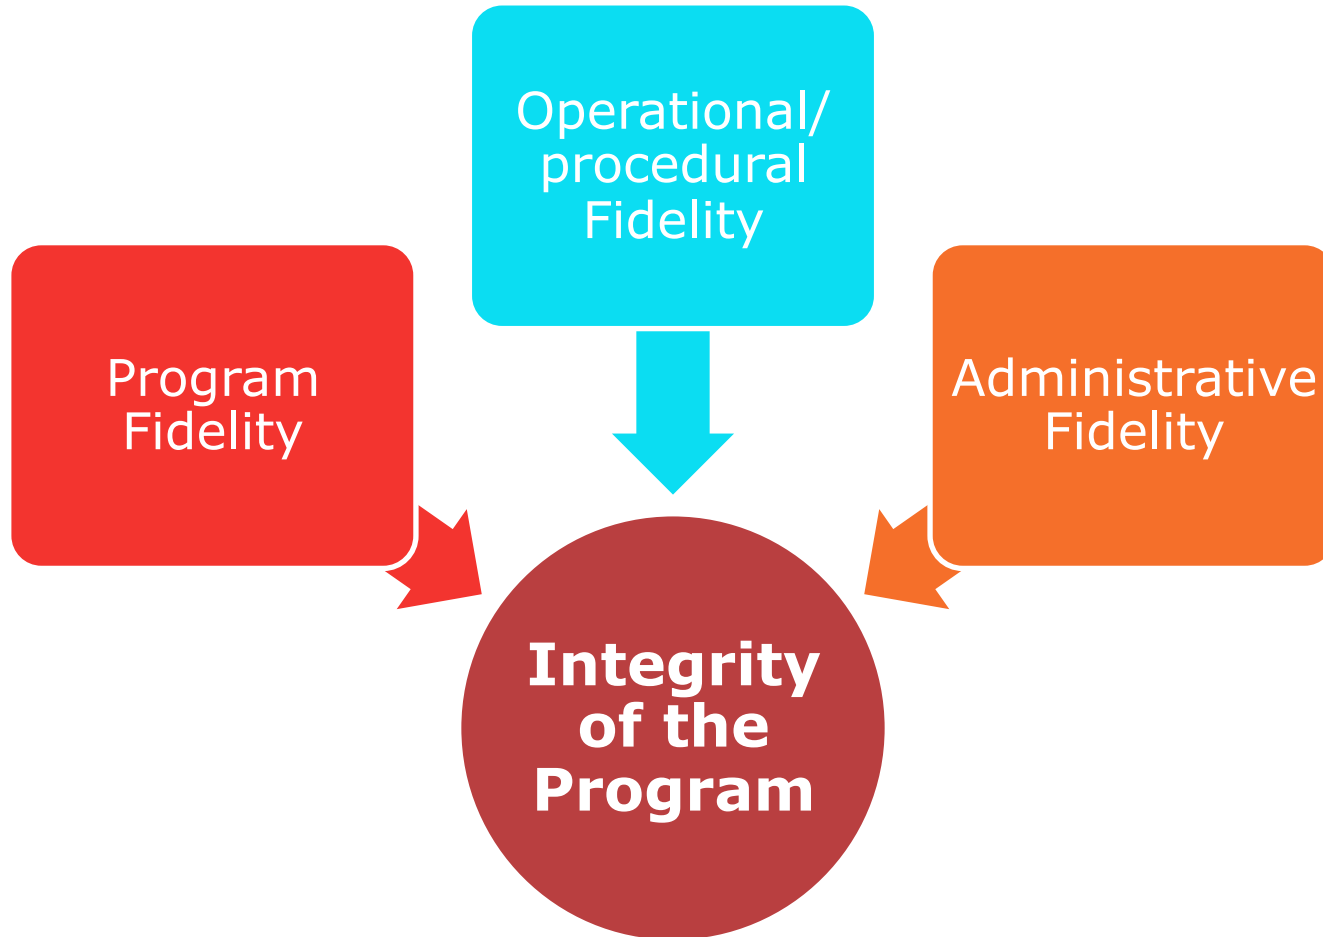 Operational/
procedural
Fidelity
Program
Fidelity
Administrative
Fidelity
Integrity
of the
Program